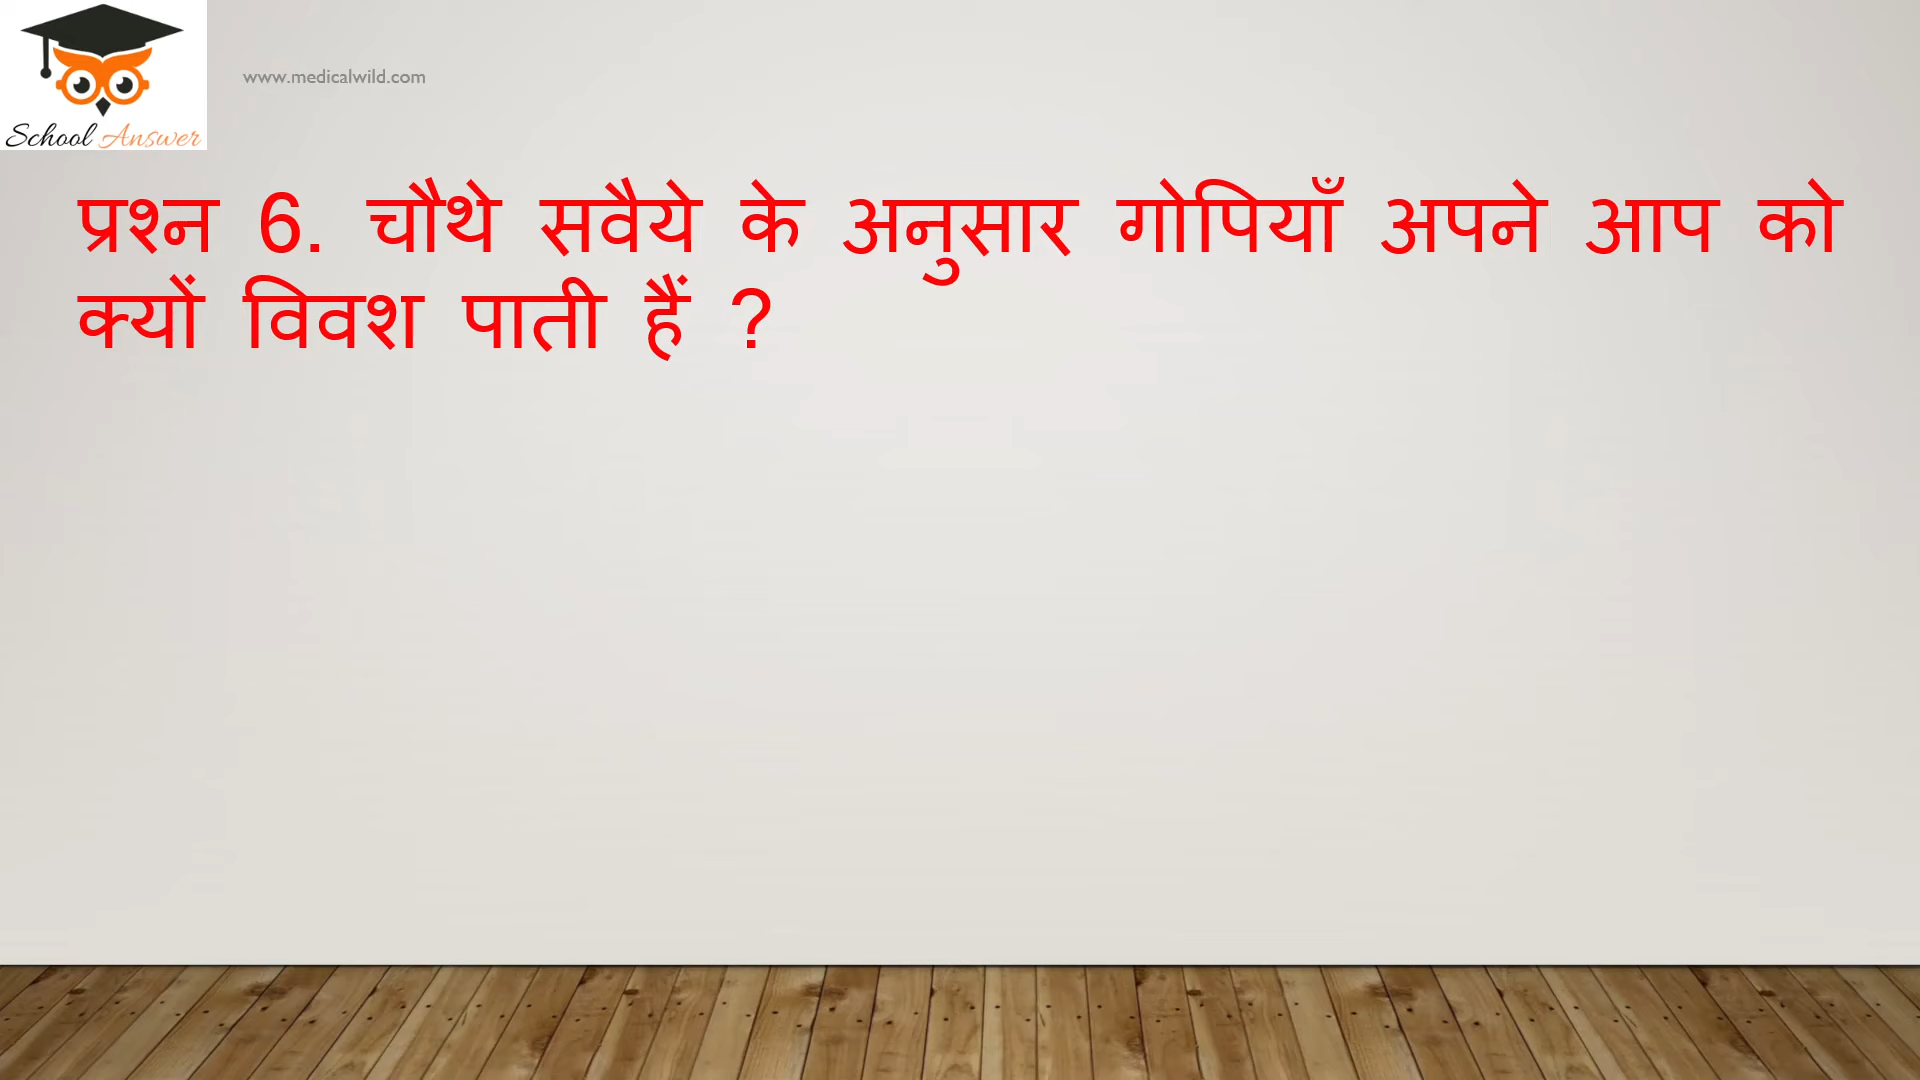 School Answer
www.medicalwild.com
प्रश्न 6. चौथे सवैये के अनुसार गोपियाँ अपने आप को
क्यों विवश पाती हैं ?